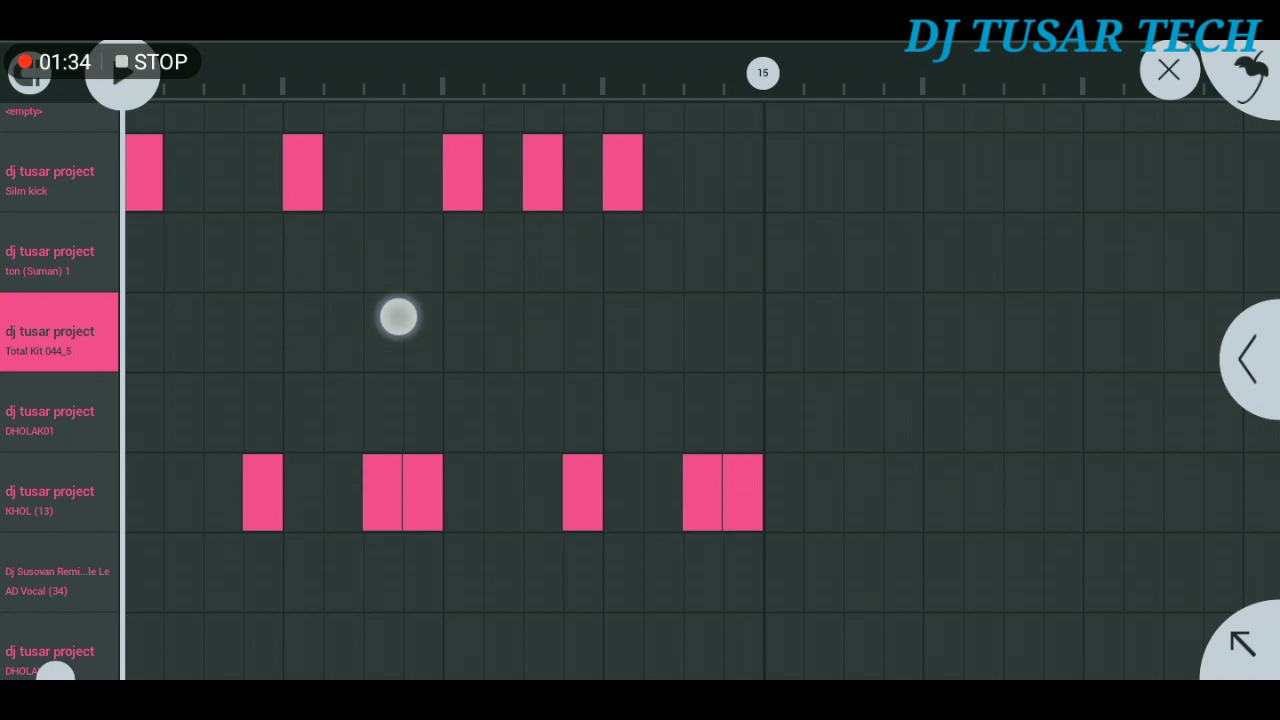 DJ TUSAR TECH
01:34
STOP
15
<empty>
dj tusar project
Silm kick
dj tusar project
ton (Suman) 1
dj tusar project
Total Kit 044_5
dj tusar project
DHOLAK01
dj tusar project
KHOL (13)
Dj Susovan Remi...le Le
AD Vocal (34)
dj tusar project